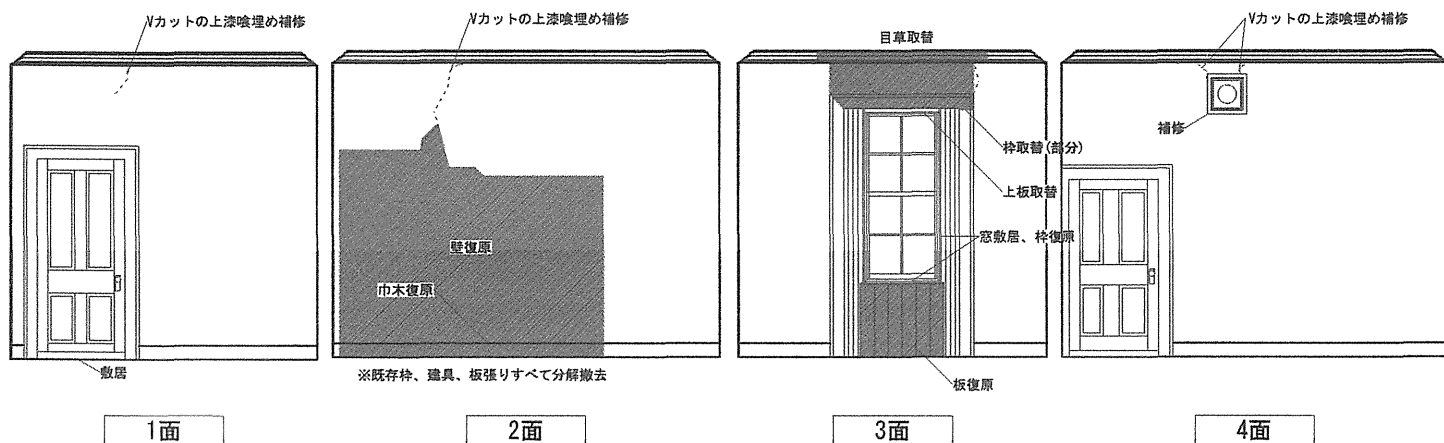 Vカットの上漆喰埋め補修
敷居
1面
Vカットの上漆喰埋め補修
壁復原
巾木復原
※既存枠、建具、板張りすべて分解撤去
2面
目草取替
枠取替(部分)
上板取替
窓敷居、枠復原
板復原
3面
Vカットの上漆喰埋め補修
補修
4面